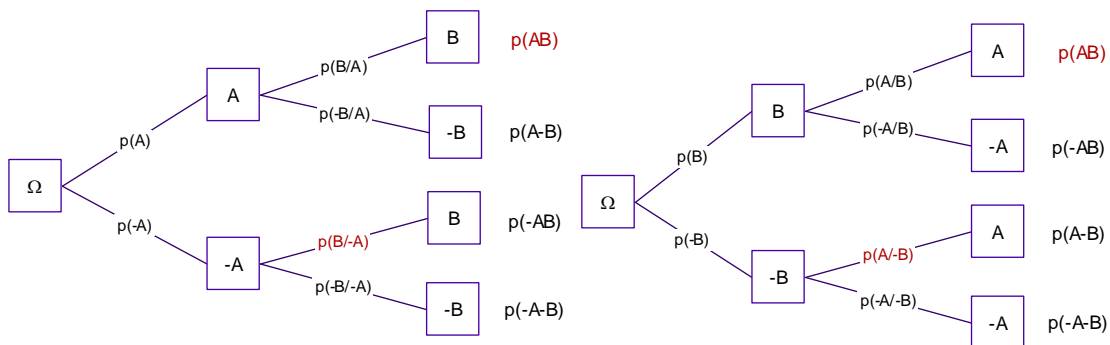 B p(AB)
p(B/A)
A
p(-B/A)
p(A)
-B p(A-B)
Ω
p(-A)
B p(-AB)
p(B/-A)
-A
p(-B/-A)
-B p(-A-B)
A p(AB)
p(A/B)
B
p(-A/B)
p(B)
-A p(-AB)
Ω
p(-B)
A p(A-B)
p(A/-B)
-B
p(-A/-B)
-A p(-A-B)